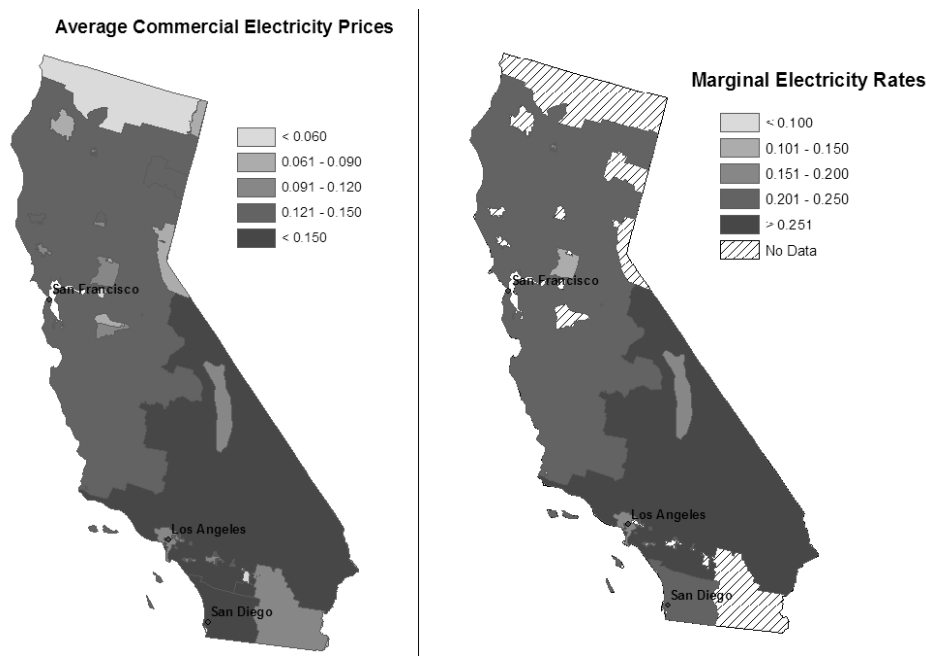 Average Commercial Electricity Prices
< 0.060
0.061 - 0.090
0.091 - 0.120
0.121 - 0.150
< 0.150
San Francisco
Los Angeles
San Diego
Marginal Electricity Rates
< 0.100
0.101 - 0.150
0.151 - 0.200
0.201 - 0.250
> 0.251
No Data
San Francisco
Los Angeles
San Diego